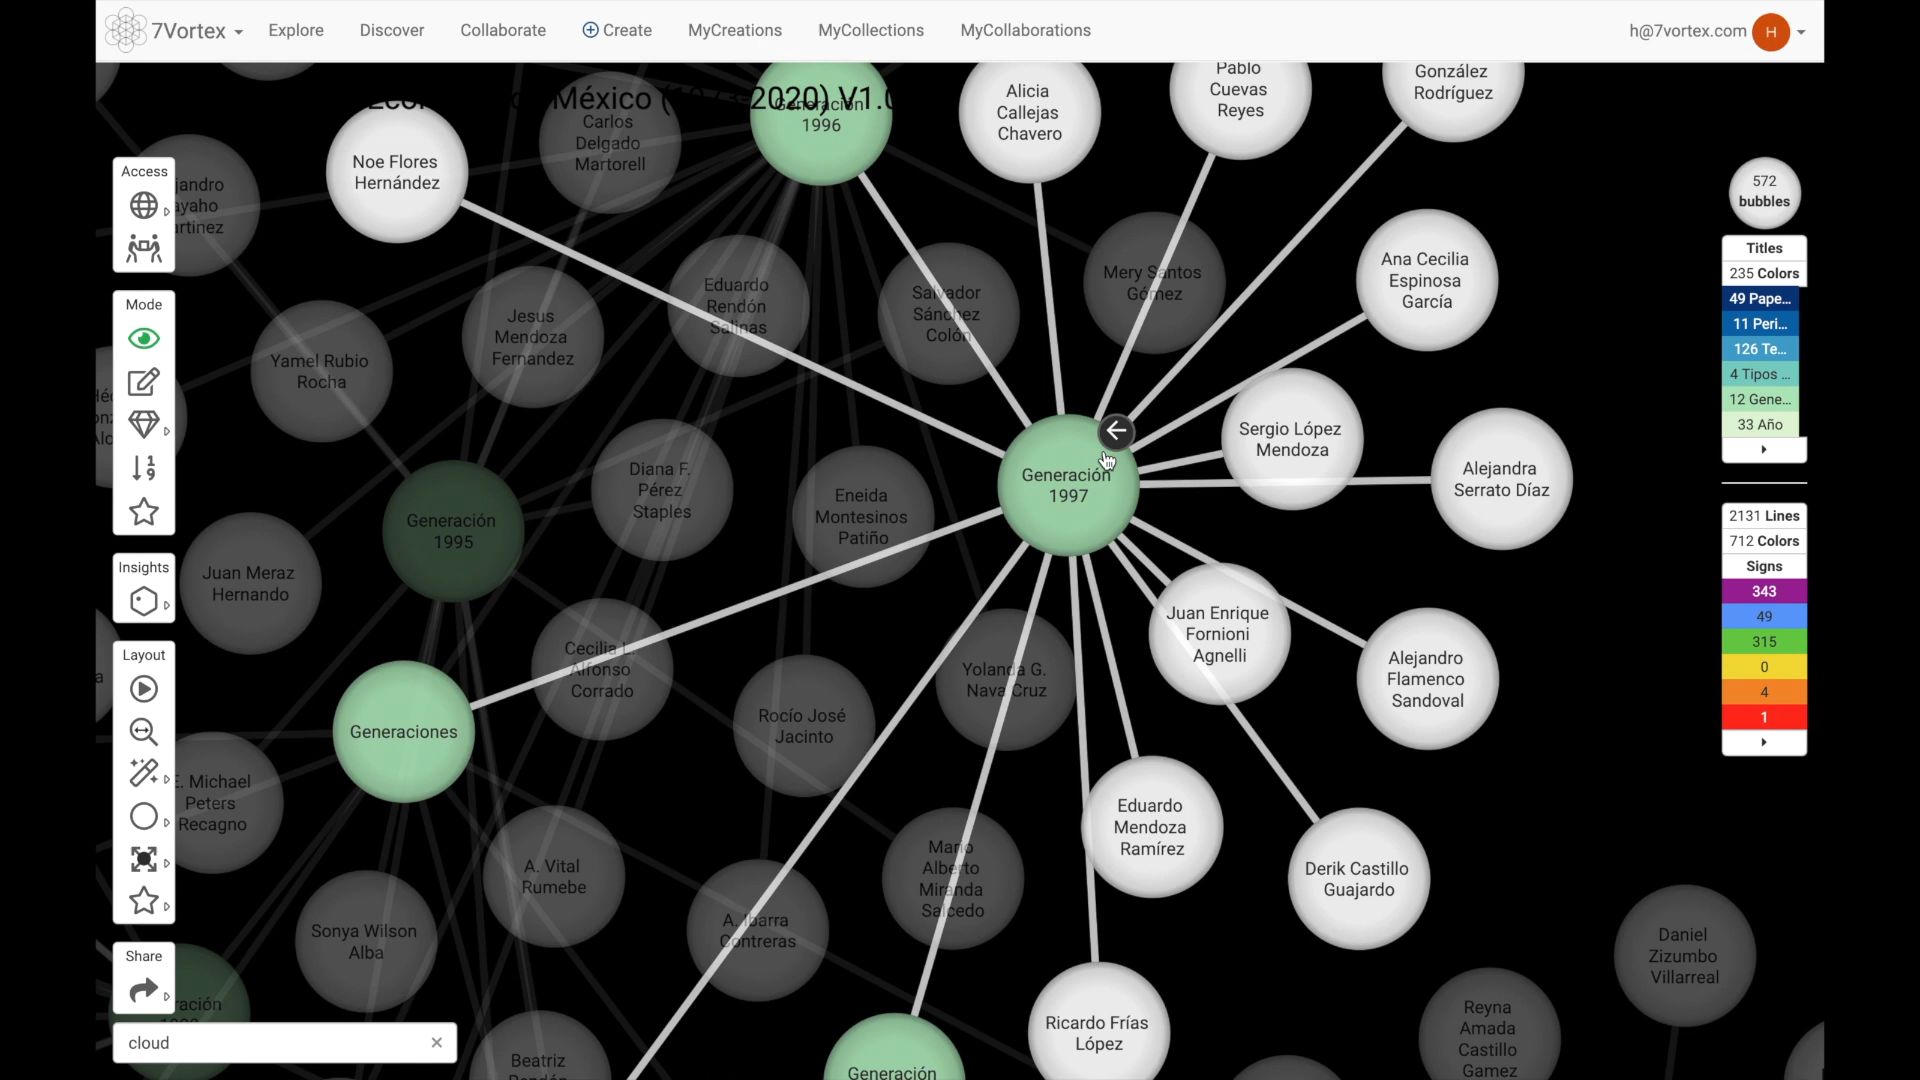 7Vortex
Explore
Discover
Collaborate
Create
MyCreations
MyCollections
MyCollaborations
h@7vortex.com
H
México (
2020) V1.0
Generación
1996
Carlos
Delgado
Martorell
Noe Flores
Hernández
Alicia
Callejas
Chavero
Pablo
Cuevas
Reyes
González
Rodríguez
Ana Cecilia
Espinosa
García
Mery Santos
Gómez
Salvador
Sánchez
Colón
Eduardo
Rendón
Salinas
Jesus
Mendoza
Fernandez
Yamel Rubio
Rocha
Sergio López
Mendoza
Alejandra
Serrato Díaz
Generación
1997
Diana F.
Pérez
Staples
Eneida
Montesinos
Patiño
Generación
1995
Juan Meraz
Hernando
Juan Enrique
Fornioni
Agnelli
Alejandro
Flamenco
Sandoval
Cecilia L.
Alfonso
Corrado
Yolanda G.
Nava Cruz
Rocío José
Jacinto
Generaciones
E. Michael
Peters
Recagno
Eduardo
Mendoza
Ramírez
Derik Castillo
Guajardo
Mario
Alberto
Miranda
Salcedo
A. Vital
Rumebe
A. Ibarra
Contreras
Sonya Wilson
Alba
Daniel
Zizumbo
Villarreal
Ricardo Frías
López
Reyna
Amada
Castillo
Gamez
Generación
Beatriz
Access
Mode
1
9
Insights
Layout
Share
cloud
572
bubbles
Titles
235 Colors
49 Pape...
11 Peri...
126 Te...
4 Tipos ...
12 Gene...
33 Año
2131 Lines
712 Colors
Signs
343
49
315
0
4
1